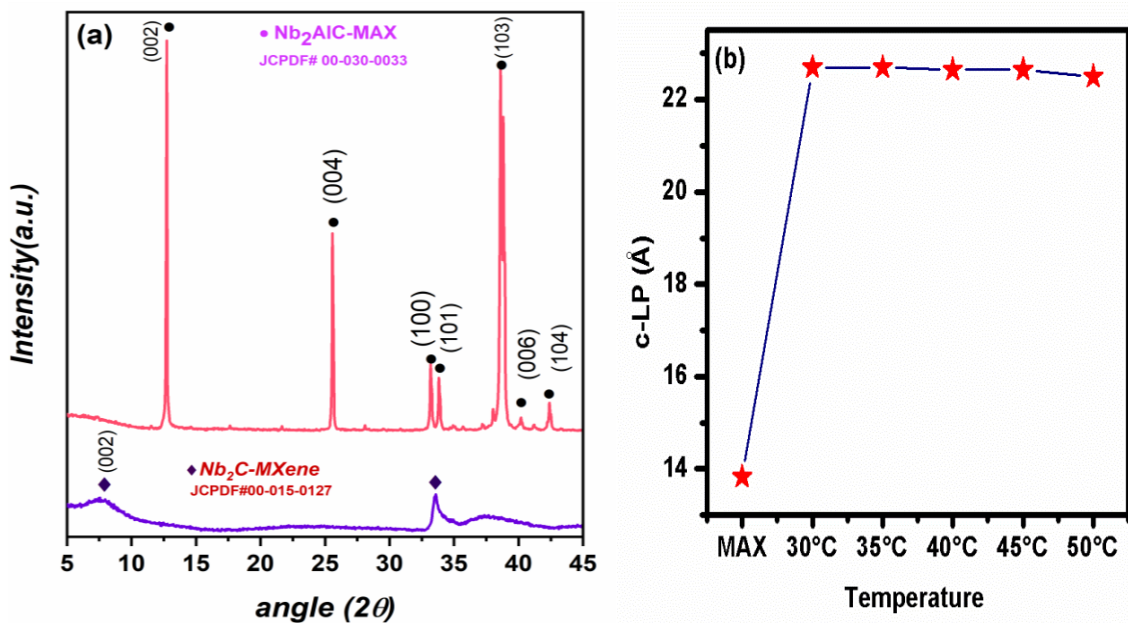 (a)
(002)
● Nb₂AlC-MAX
JCPDF# 00-030-0033
(103)
(004)
(100)
(101)
(006)
(104)
(002)
◆ Nb₂C-MXene
JCPDF#00-015-0127
Intensity(a.u.)
5 10 15 20 25 30 35 40 45
angle (2θ)
(b)
22
20
18
16
14
c-LP (Å)
MAX 30°C 35°C 40°C 45°C 50°C
Temperature